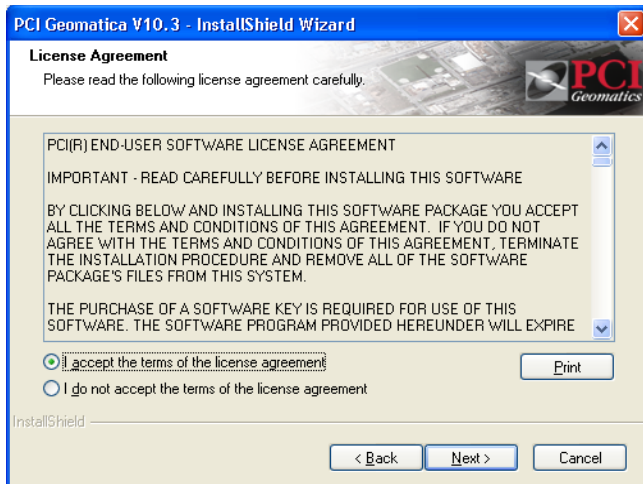 PCI Geomatica V10.3 - InstallShield Wizard
License Agreement
Please read the following license agreement carefully.
PCI
Geomatics
PCI(R) END-USER SOFTWARE LICENSE AGREEMENT
IMPORTANT - READ CAREFULLY BEFORE INSTALLING THIS SOFTWARE
BY CLICKING BELOW AND INSTALLING THIS SOFTWARE PACKAGE YOU ACCEPT
ALL THE TERMS AND CONDITIONS OF THIS AGREEMENT. IF YOU DO NOT
AGREE WITH THE TERMS AND CONDITIONS OF THIS AGREEMENT, TERMINATE
THE INSTALLATION PROCEDURE AND REMOVE ALL OF THE SOFTWARE
PACKAGE'S FILES FROM THIS SYSTEM.
THE PURCHASE OF A SOFTWARE KEY IS REQUIRED FOR USE OF THIS
SOFTWARE. THE SOFTWARE PROGRAM PROVIDED HEREUNDER WILL EXPIRE
I accept the terms of the license agreement
Print
I do not accept the terms of the license agreement
InstallShield
< Back
Next >
Cancel